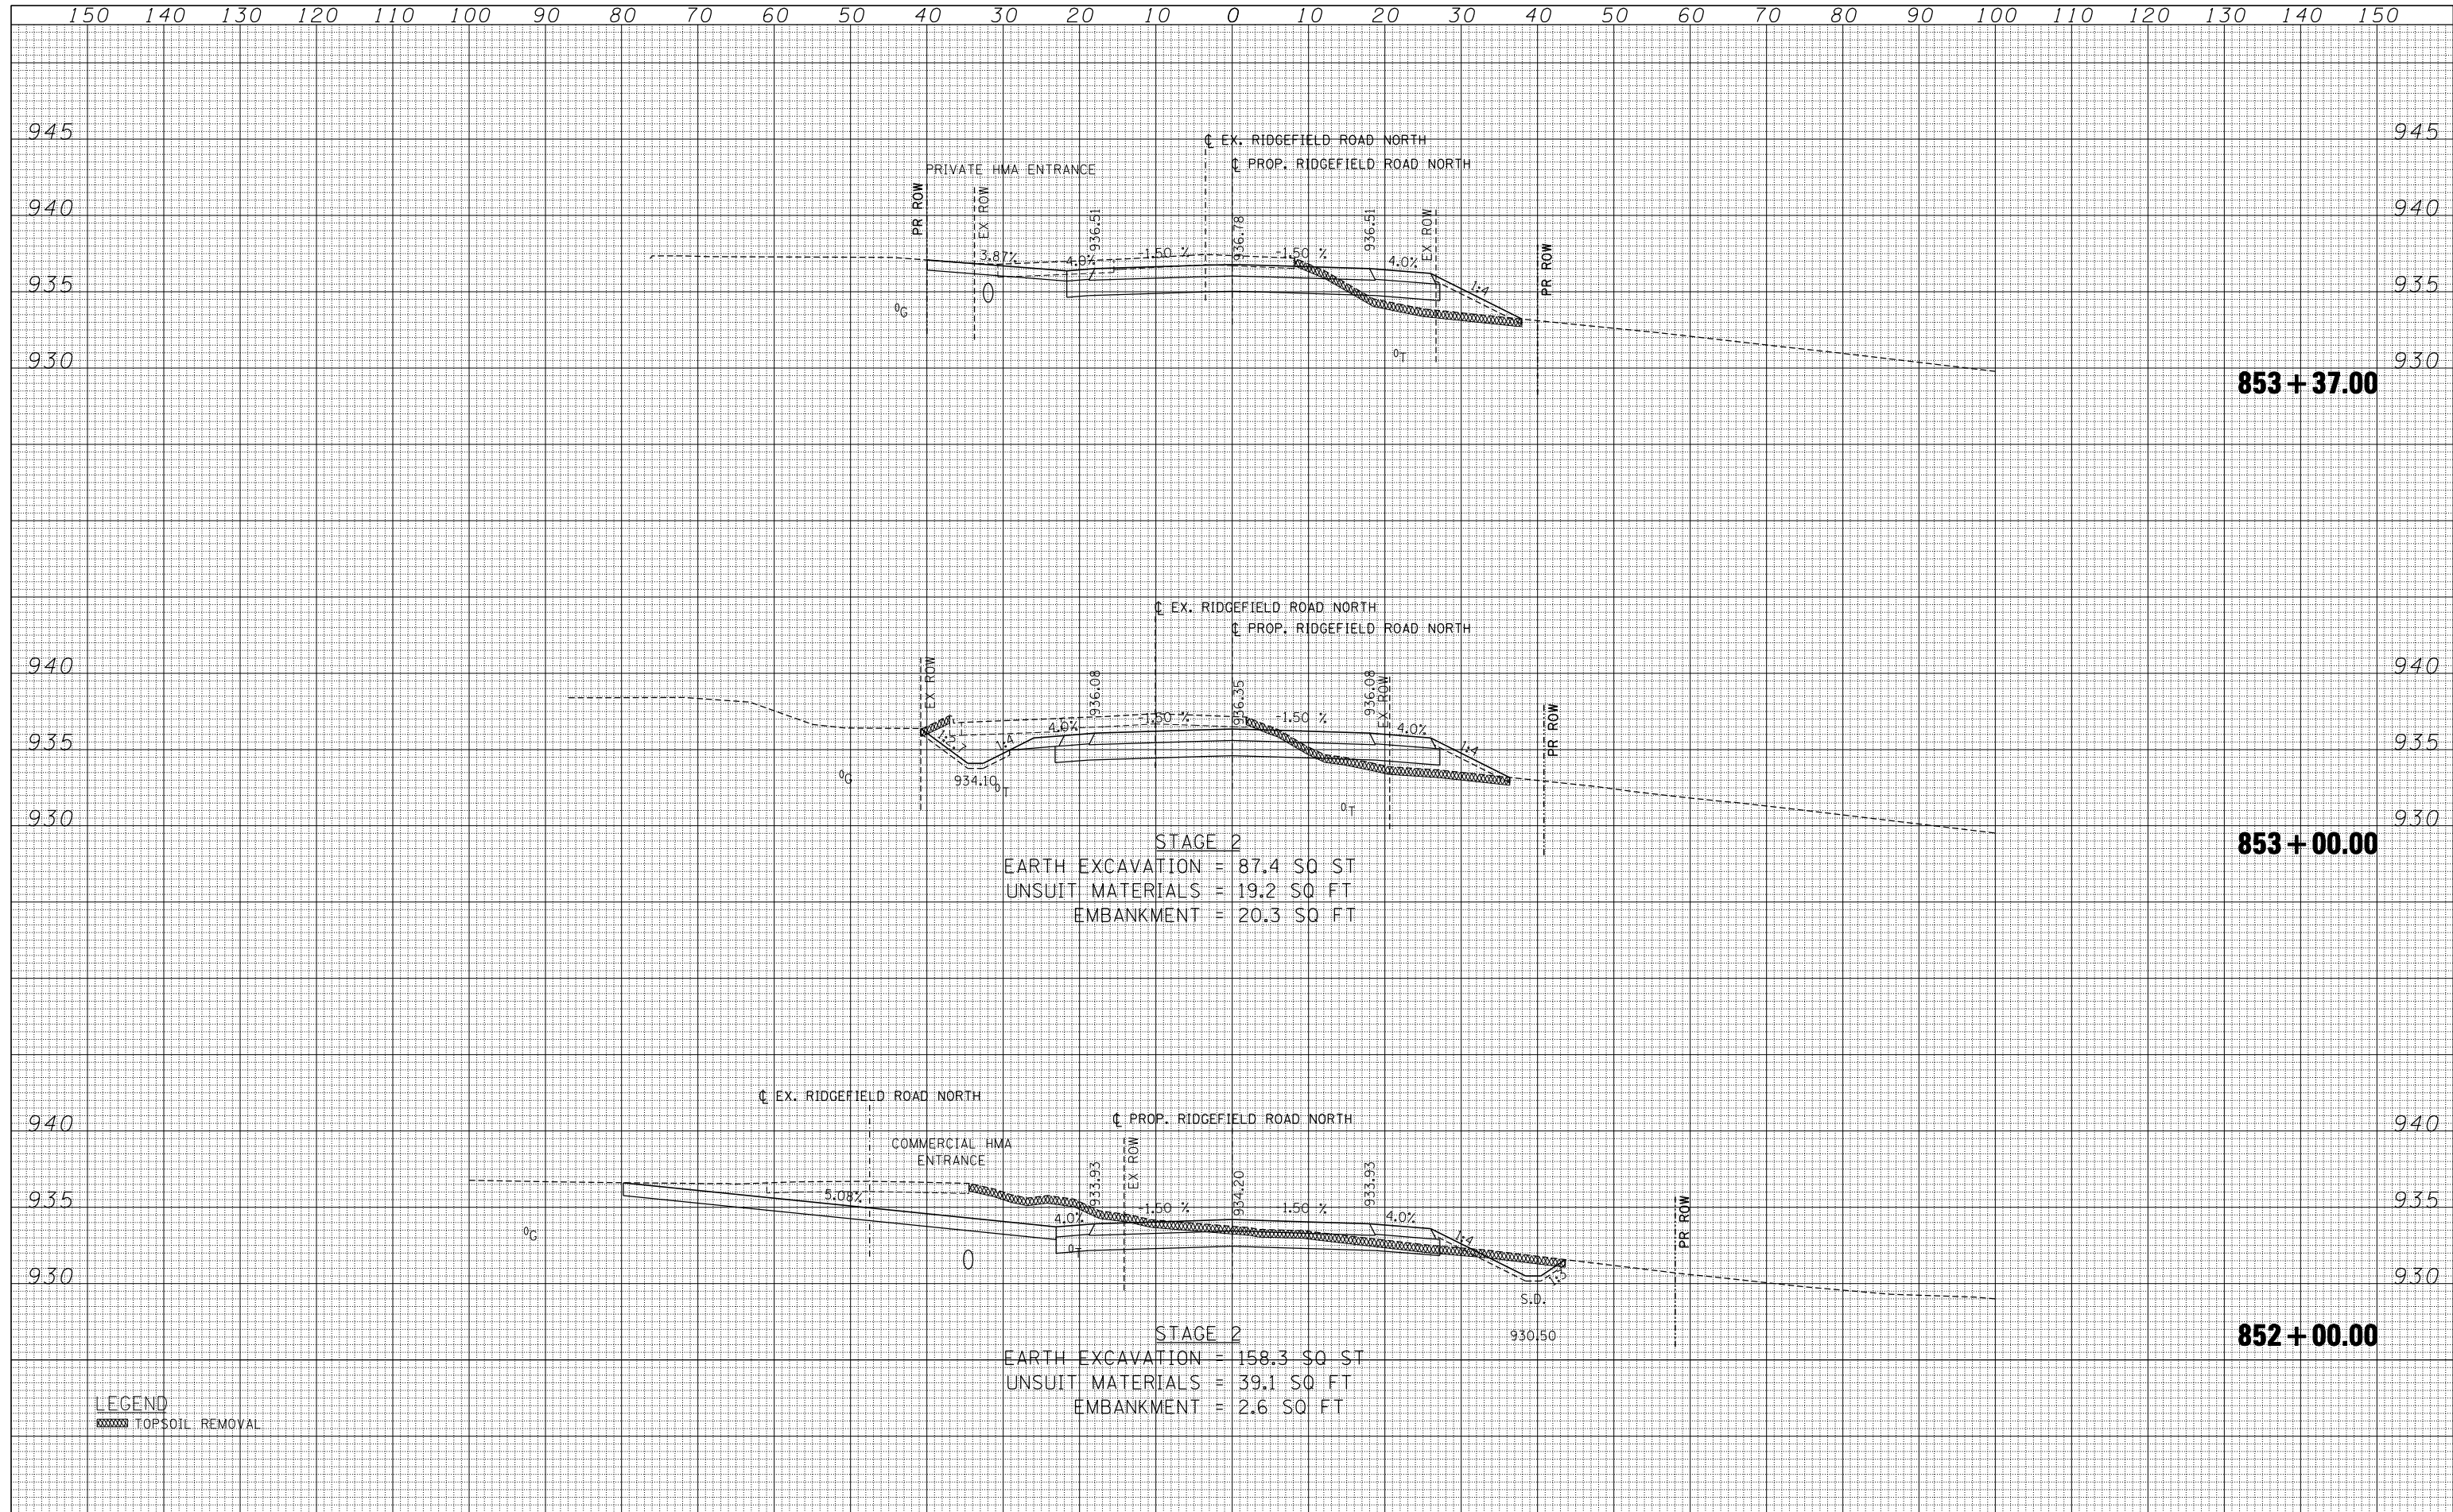 150 140 130 120 110 100 90 80 70 60 50 40 30 20 10 0 10 20 30 40 50 60 70 80 90 100 110 120 130 140 150
945 945
℄ EX. RIDGEFIELD ROAD NORTH
℄ PROP. RIDGEFIELD ROAD NORTH
PRIVATE HMA ENTRANCE
940 940
PR ROW
EX ROW
936.51
936.78
936.51
EX ROW
PR ROW
3.87% 4.0% -1.50 % -1.50 % 4.0%
1:4
935 935
G
T
930 930
853+37.00
℄ EX. RIDGEFIELD ROAD NORTH
℄ PROP. RIDGEFIELD ROAD NORTH
940 940
EX ROW
936.08
936.35
936.08
EX ROW
PR ROW
4.0% -1.50 % -1.50 % 4.0%
1:4 1:4
935 935
G
934.10
T
T
930 930
853+00.00
STAGE 2
EARTH EXCAVATION = 87.4 SQ ST
UNSUIT MATERIALS = 19.2 SQ FT
EMBANKMENT = 20.3 SQ FT
℄ EX. RIDGEFIELD ROAD NORTH
℄ PROP. RIDGEFIELD ROAD NORTH
940 940
COMMERCIAL HMA
ENTRANCE
933.93
EX ROW
934.20
933.93
PR ROW
935 935
5.08% 4.0% -1.50 % 1.50 % 4.0%
1:4
1:3
G
T
930 930
S.D.
930.50
852+00.00
STAGE 2
EARTH EXCAVATION = 158.3 SQ ST
UNSUIT MATERIALS = 39.1 SQ FT
EMBANKMENT = 2.6 SQ FT
LEGEND
TOPSOIL REMOVAL